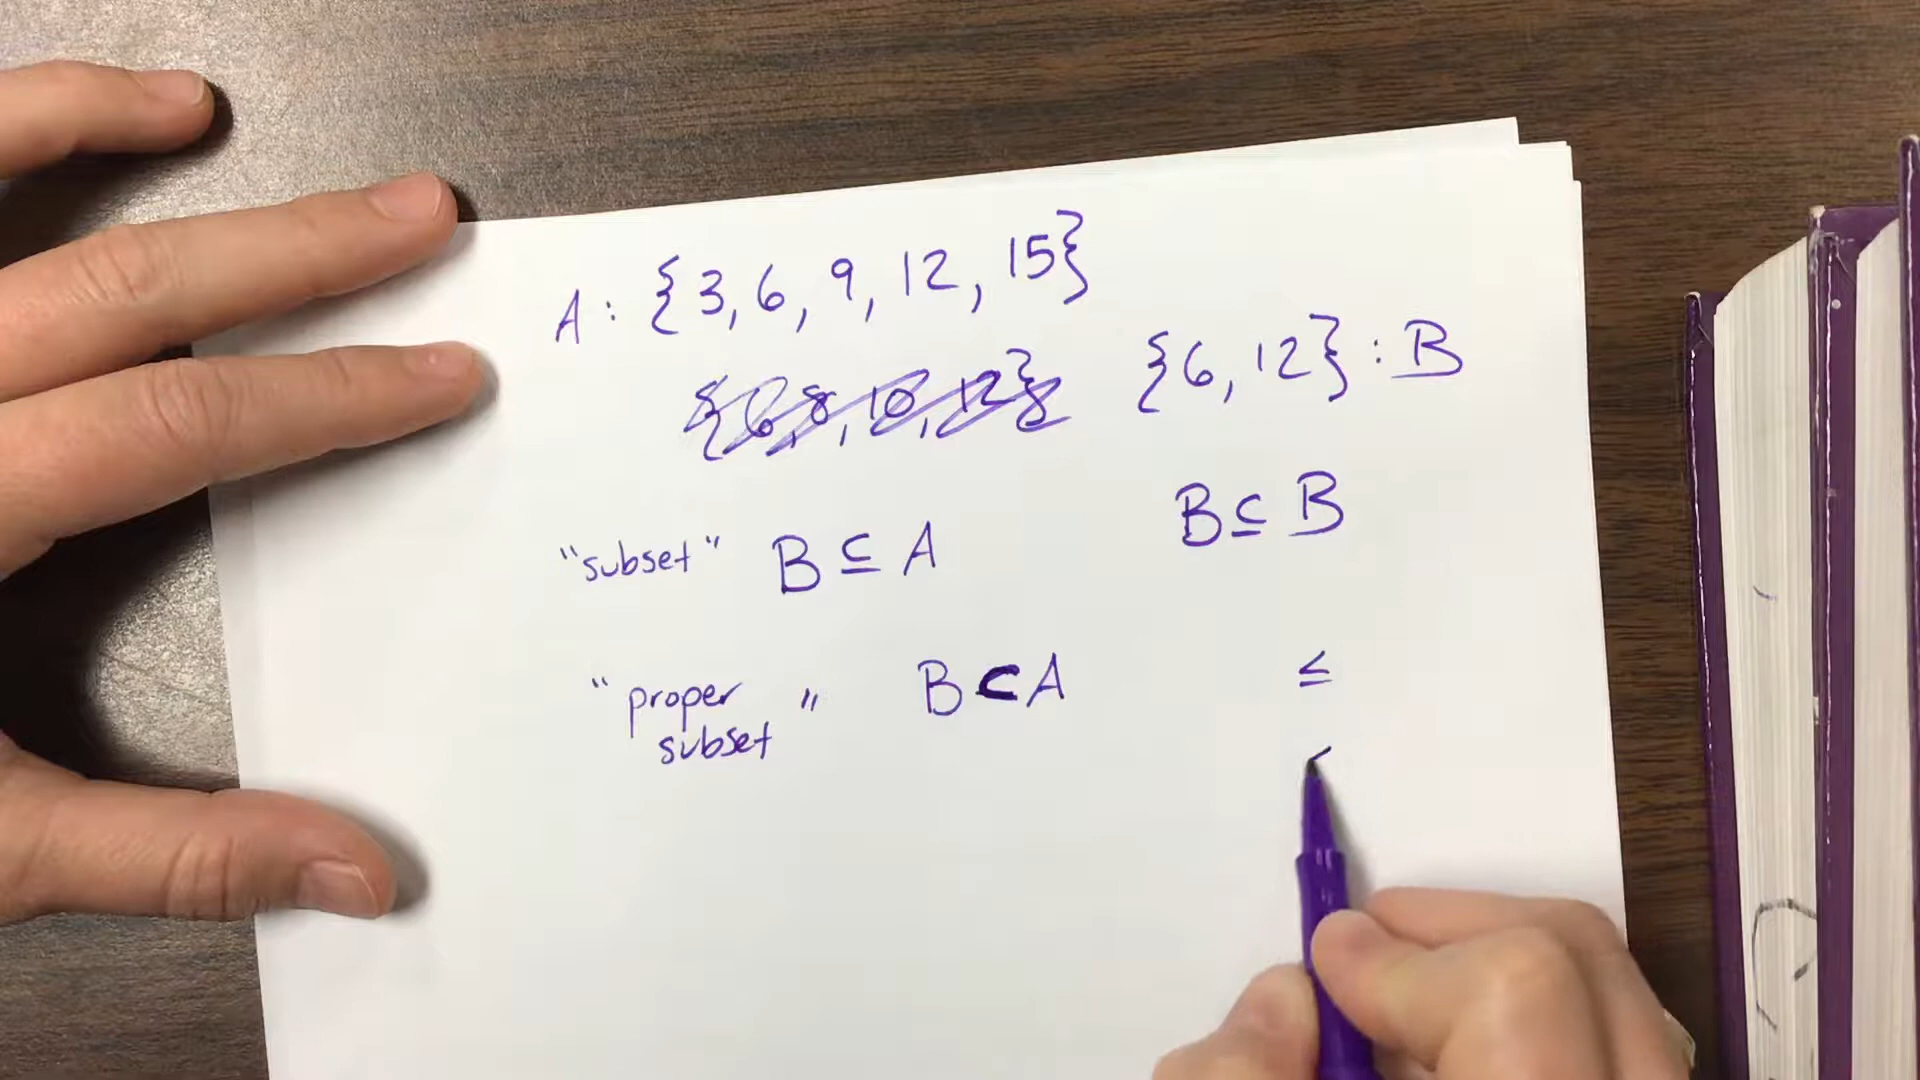 A : {3, 6, 9, 12, 15}
{6, 8, 10, 12} {6, 12} : B
"subset" B ⊆ A B ⊆ B
"proper subset" B ⊂ A ≤
<